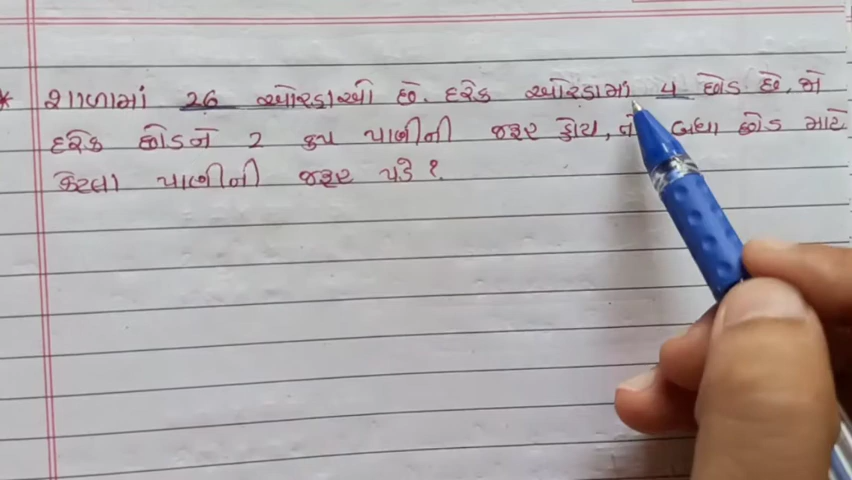 * શાળામાં 26 ઓરડાઓ છે. દરેક ઓરડામાં 4 છોડ છે, જો
દરેક છોડને 2 કપ પાણીની જરૂર હોય, તો બધા છોડ માટે
કેટલા પાણીની જરૂર પડે ?